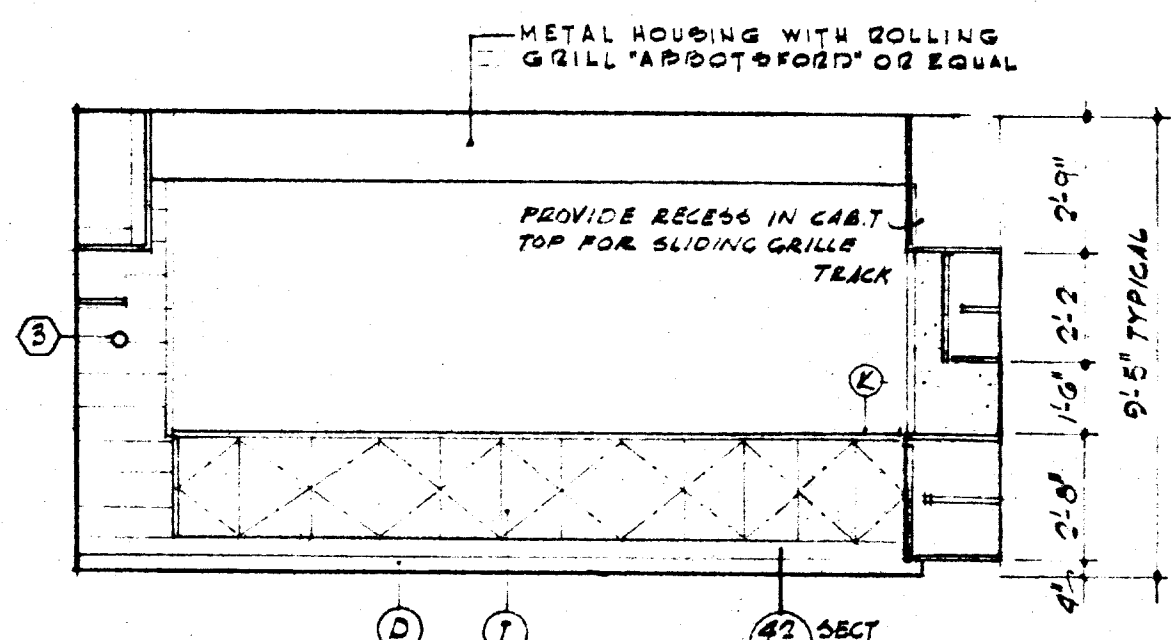 METAL HOUSING WITH ROLLING
GRILL "ABBOTSFORD" OR EQUAL
PROVIDE RECESS IN CAB.T
TOP FOR SLIDING GRILLE
TRACK
3
K
2'-9"
2'-2
1'-6"
2'-8"
4"
9'-5" TYPICAL
D
42 SECT